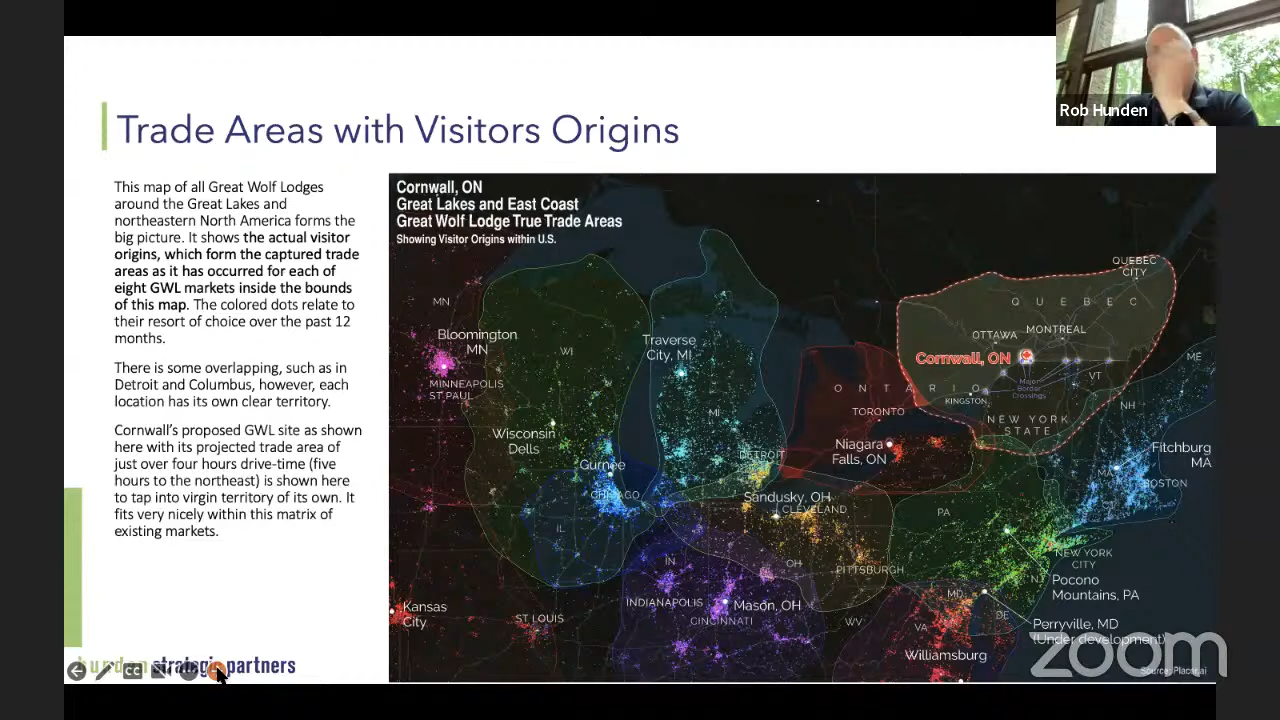 Rob Hunden
Trade Areas with Visitors Origins
This map of all Great Wolf Lodges
around the Great Lakes and
northeastern North America forms the
big picture. It shows the actual visitor
origins, which form the captured trade
areas as it has occurred for each of
eight GWL markets inside the bounds
of this map. The colored dots relate to
their resort of choice over the past 12
months.
There is some overlapping, such as in
Detroit and Columbus, however, each
location has its own clear territory.
Cornwall's proposed GWL site as shown
here with its projected trade area of
just over four hours drive-time (five
hours to the northeast) is shown here
to tap into virgin territory of its own. It
fits very nicely within this matrix of
existing markets.
Cornwall, ON
Great Lakes and East Coast
Great Wolf Lodge True Trade Areas
Showing Visitor Origins within U.S.
QUEBEC
CITY
MN
QUEBEC
Bloomington
MN
OTTAWA
MONTREAL
Traverse
City, MI
WI
Cornwall, ON
ME
MINNEAPOLIS
ST PAUL
VT
Major
Border
Crossings
ONTARIO
MI
KINGSTON
NH
TORONTO
NEW YORK
STATE
Wisconsin
Dells
Niagara
Falls, ON
Fitchburg
MA
DETROIT
Gurnee
MA
BOSTON
CHICAGO
Sandusky, OH
CLEVELAND
PA
IL
NEW YORK
CITY
IN
OH
PITTSBURGH
NJ
Pocono
Mountains, PA
INDIANAPOLIS
Mason, OH
MD
DE
Kansas
City
ST LOUIS
CINCINNATI
WV
VA
Perryville, MD
(Under development)
Williamsburg
Source: Placer.ai
strategic partners
CC
zoom